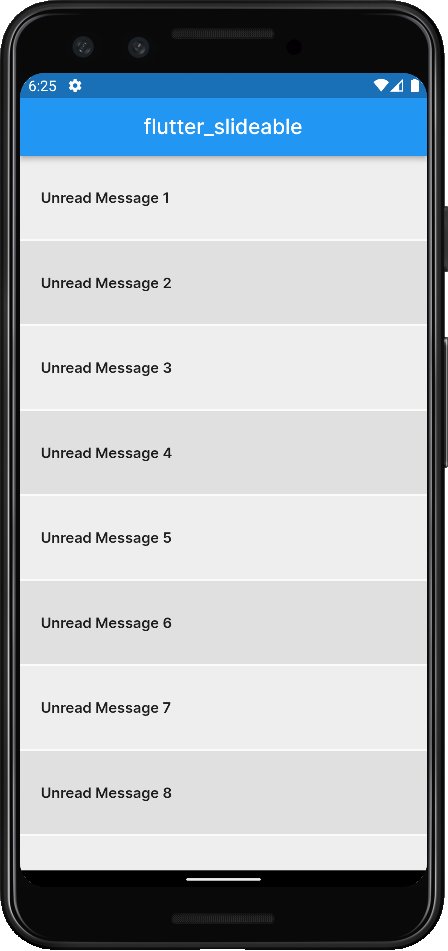 6:25
flutter_slideable
Unread Message 1
Unread Message 2
Unread Message 3
Unread Message 4
Unread Message 5
Unread Message 6
Unread Message 7
Unread Message 8